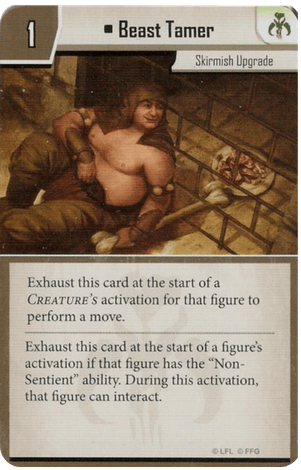 1
▪ Beast Tamer
Skirmish Upgrade
Exhaust this card at the start of a
CREATURE’s activation for that figure to
perform a move.
Exhaust this card at the start of a figure’s
activation if that figure has the “Non-
Sentient” ability. During this activation,
that figure can interact.
© LFL © FFG